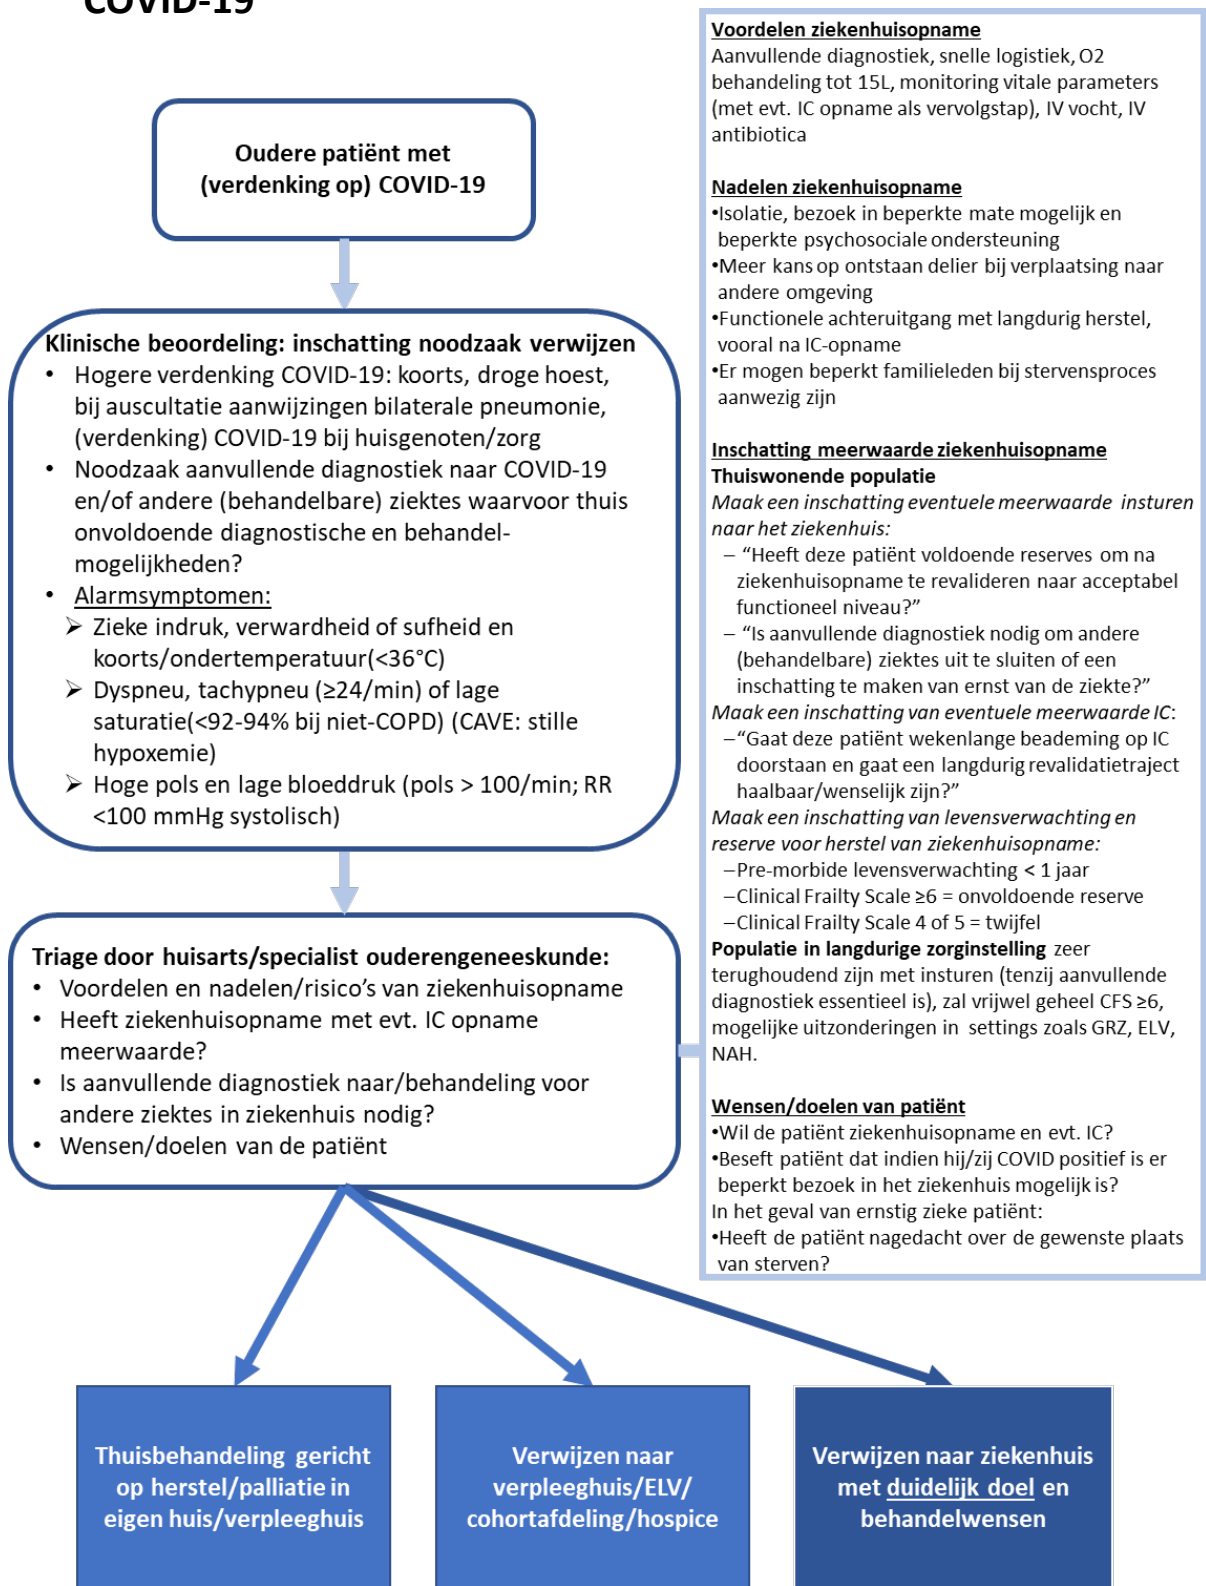 COVID-19
Oudere patiënt met
(verdenking op) COVID-19
Klinische beoordeling: inschatting noodzaak verwijzen
• Hogere verdenking COVID-19: koorts, droge hoest,
bij auscultatie aanwijzingen bilaterale pneumonie,
(verdenking) COVID-19 bij huisgenoten/zorg
• Noodzaak aanvullende diagnostiek naar COVID-19
en/of andere (behandelbare) ziektes waarvoor thuis
onvoldoende diagnostische en behandel-
mogelijkheden?
• Alarmsymptomen:
➢ Zieke indruk, verwardheid of sufheid en
koorts/ondertemperatuur(<36°C)
➢ Dyspneu, tachypneu (≥24/min) of lage
saturatie(<92-94% bij niet-COPD) (CAVE: stille
hypoxemie)
➢ Hoge pols en lage bloeddruk (pols > 100/min; RR
<100 mmHg systolisch)
Triage door huisarts/specialist ouderengeneeskunde:
• Voordelen en nadelen/risico’s van ziekenhuisopname
• Heeft ziekenhuisopname met evt. IC opname
meerwaarde?
• Is aanvullende diagnostiek naar/behandeling voor
andere ziektes in ziekenhuis nodig?
• Wensen/doelen van de patiënt
Voordelen ziekenhuisopname
Aanvullende diagnostiek, snelle logistiek, O2
behandeling tot 15L, monitoring vitale parameters
(met evt. IC opname als vervolgstap), IV vocht, IV
antibiotica
Nadelen ziekenhuisopname
•Isolatie, bezoek in beperkte mate mogelijk en
beperkte psychosociale ondersteuning
•Meer kans op ontstaan delier bij verplaatsing naar
andere omgeving
•Functionele achteruitgang met langdurig herstel,
vooral na IC-opname
•Er mogen beperkt familieleden bij stervensproces
aanwezig zijn
Inschatting meerwaarde ziekenhuisopname
Thuiswonende populatie
Maak een inschatting eventuele meerwaarde insturen
naar het ziekenhuis:
– “Heeft deze patiënt voldoende reserves om na
ziekenhuisopname te revalideren naar acceptabel
functioneel niveau?”
– “Is aanvullende diagnostiek nodig om andere
(behandelbare) ziektes uit te sluiten of een
inschatting te maken van ernst van de ziekte?”
Maak een inschatting van eventuele meerwaarde IC:
–“Gaat deze patiënt wekenlange beademing op IC
doorstaan en gaat een langdurig revalidatietraject
haalbaar/wenselijk zijn?”
Maak een inschatting van levensverwachting en
reserve voor herstel van ziekenhuisopname:
–Pre-morbide levensverwachting < 1 jaar
–Clinical Frailty Scale ≥6 = onvoldoende reserve
–Clinical Frailty Scale 4 of 5 = twijfel
Populatie in langdurige zorginstelling zeer
terughoudend zijn met insturen (tenzij aanvullende
diagnostiek essentieel is), zal vrijwel geheel CFS ≥6,
mogelijke uitzonderingen in settings zoals GRZ, ELV,
NAH.
Wensen/doelen van patiënt
•Wil de patiënt ziekenhuisopname en evt. IC?
•Beseft patiënt dat indien hij/zij COVID positief is er
beperkt bezoek in het ziekenhuis mogelijk is?
In het geval van ernstig zieke patiënt:
•Heeft de patiënt nagedacht over de gewenste plaats
van sterven?
Thuisbehandeling gericht
op herstel/palliatie in
eigen huis/verpleeghuis
Verwijzen naar
verpleeghuis/ELV/
cohortafdeling/hospice
Verwijzen naar ziekenhuis
met duidelijk doel en
behandelwensen